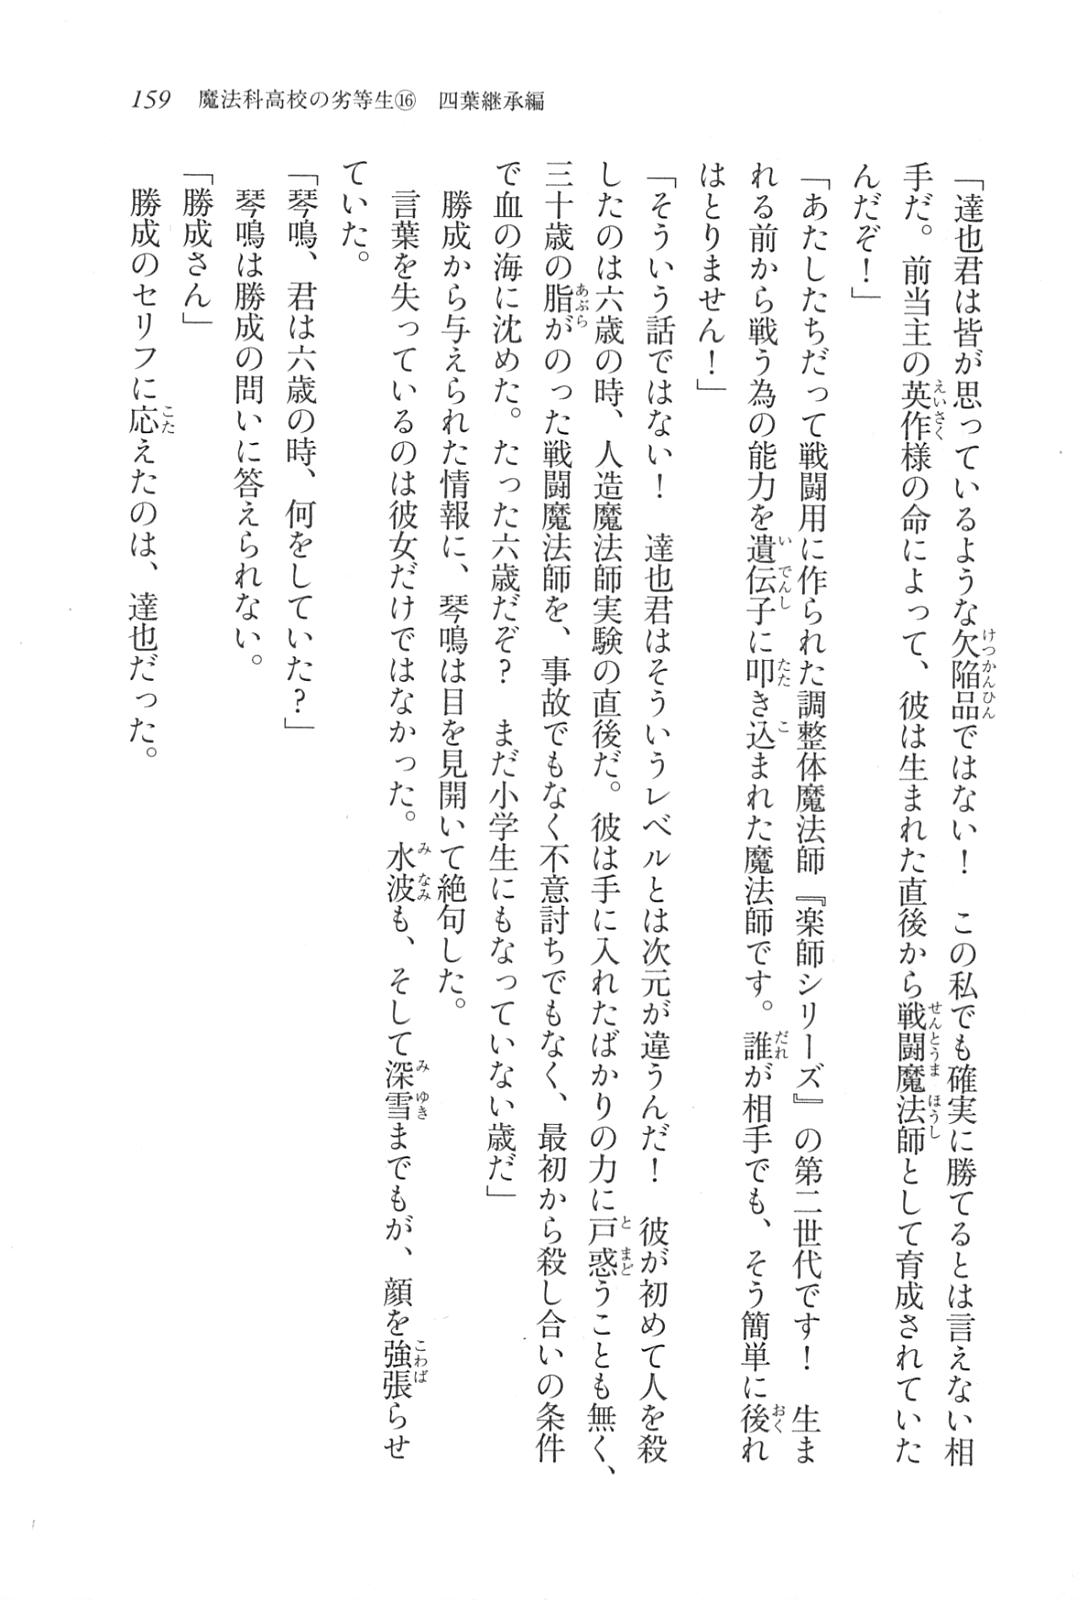 159　魔法科高校の劣等生⑯　四葉継承編
「達也君は皆が思っているような欠陥品ではない！　この私でも確実に勝てるとは言えない相
手だ。前当主の英作様の命によって、彼は生まれた直後から戦闘魔法師として育成されていた
んだぞ！」
「あたしたちだって戦闘用に作られた調整体魔法師『楽師シリーズ』の第二世代です！　生ま
れる前から戦う為の能力を遺伝子に叩き込まれた魔法師です。誰が相手でも、そう簡単に後れ
はとりません！」
「そういう話ではない！　達也君はそういうレベルとは次元が違うんだ！　彼が初めて人を殺
したのは六歳の時、人造魔法師実験の直後だ。彼は手に入れたばかりの力に戸惑うことも無く、
三十歳の脂がのった戦闘魔法師を、事故でもなく不意討ちでもなく、最初から殺し合いの条件
で血の海に沈めた。たった六歳だぞ？　まだ小学生にもなっていない歳だ」
勝成から与えられた情報に、琴鳴は目を見開いて絶句した。
言葉を失っているのは彼女だけではなかった。水波も、そして深雪までもが、顔を強張らせ
ていた。
「琴鳴、君は六歳の時、何をしていた？」
琴鳴は勝成の問いに答えられない。
「勝成さん」
勝成のセリフに応えたのは、達也だった。